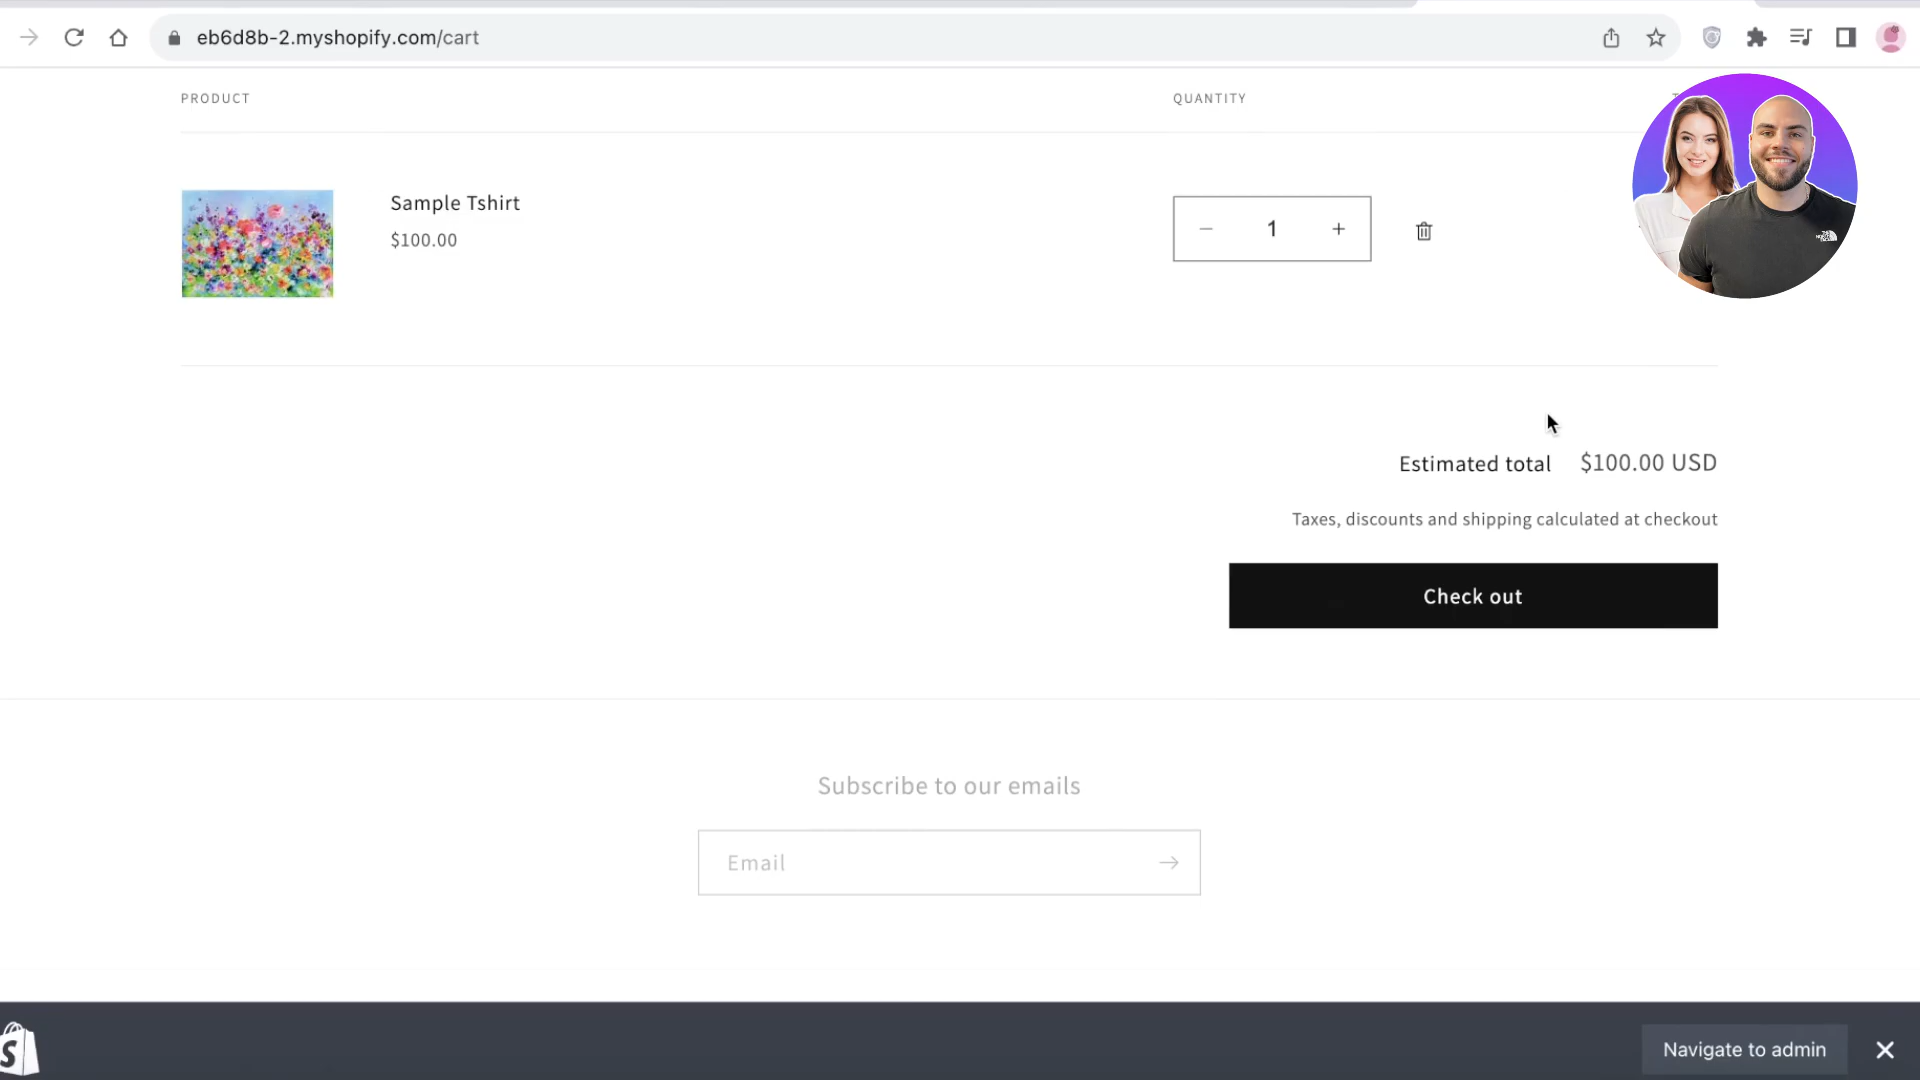 eb6d8b-2.myshopify.com/cart
PRODUCT
QUANTITY
Sample Tshirt
$100.00
1
Estimated total $100.00 USD
Taxes, discounts and shipping calculated at checkout
Check out
Subscribe to our emails
Email
Navigate to admin